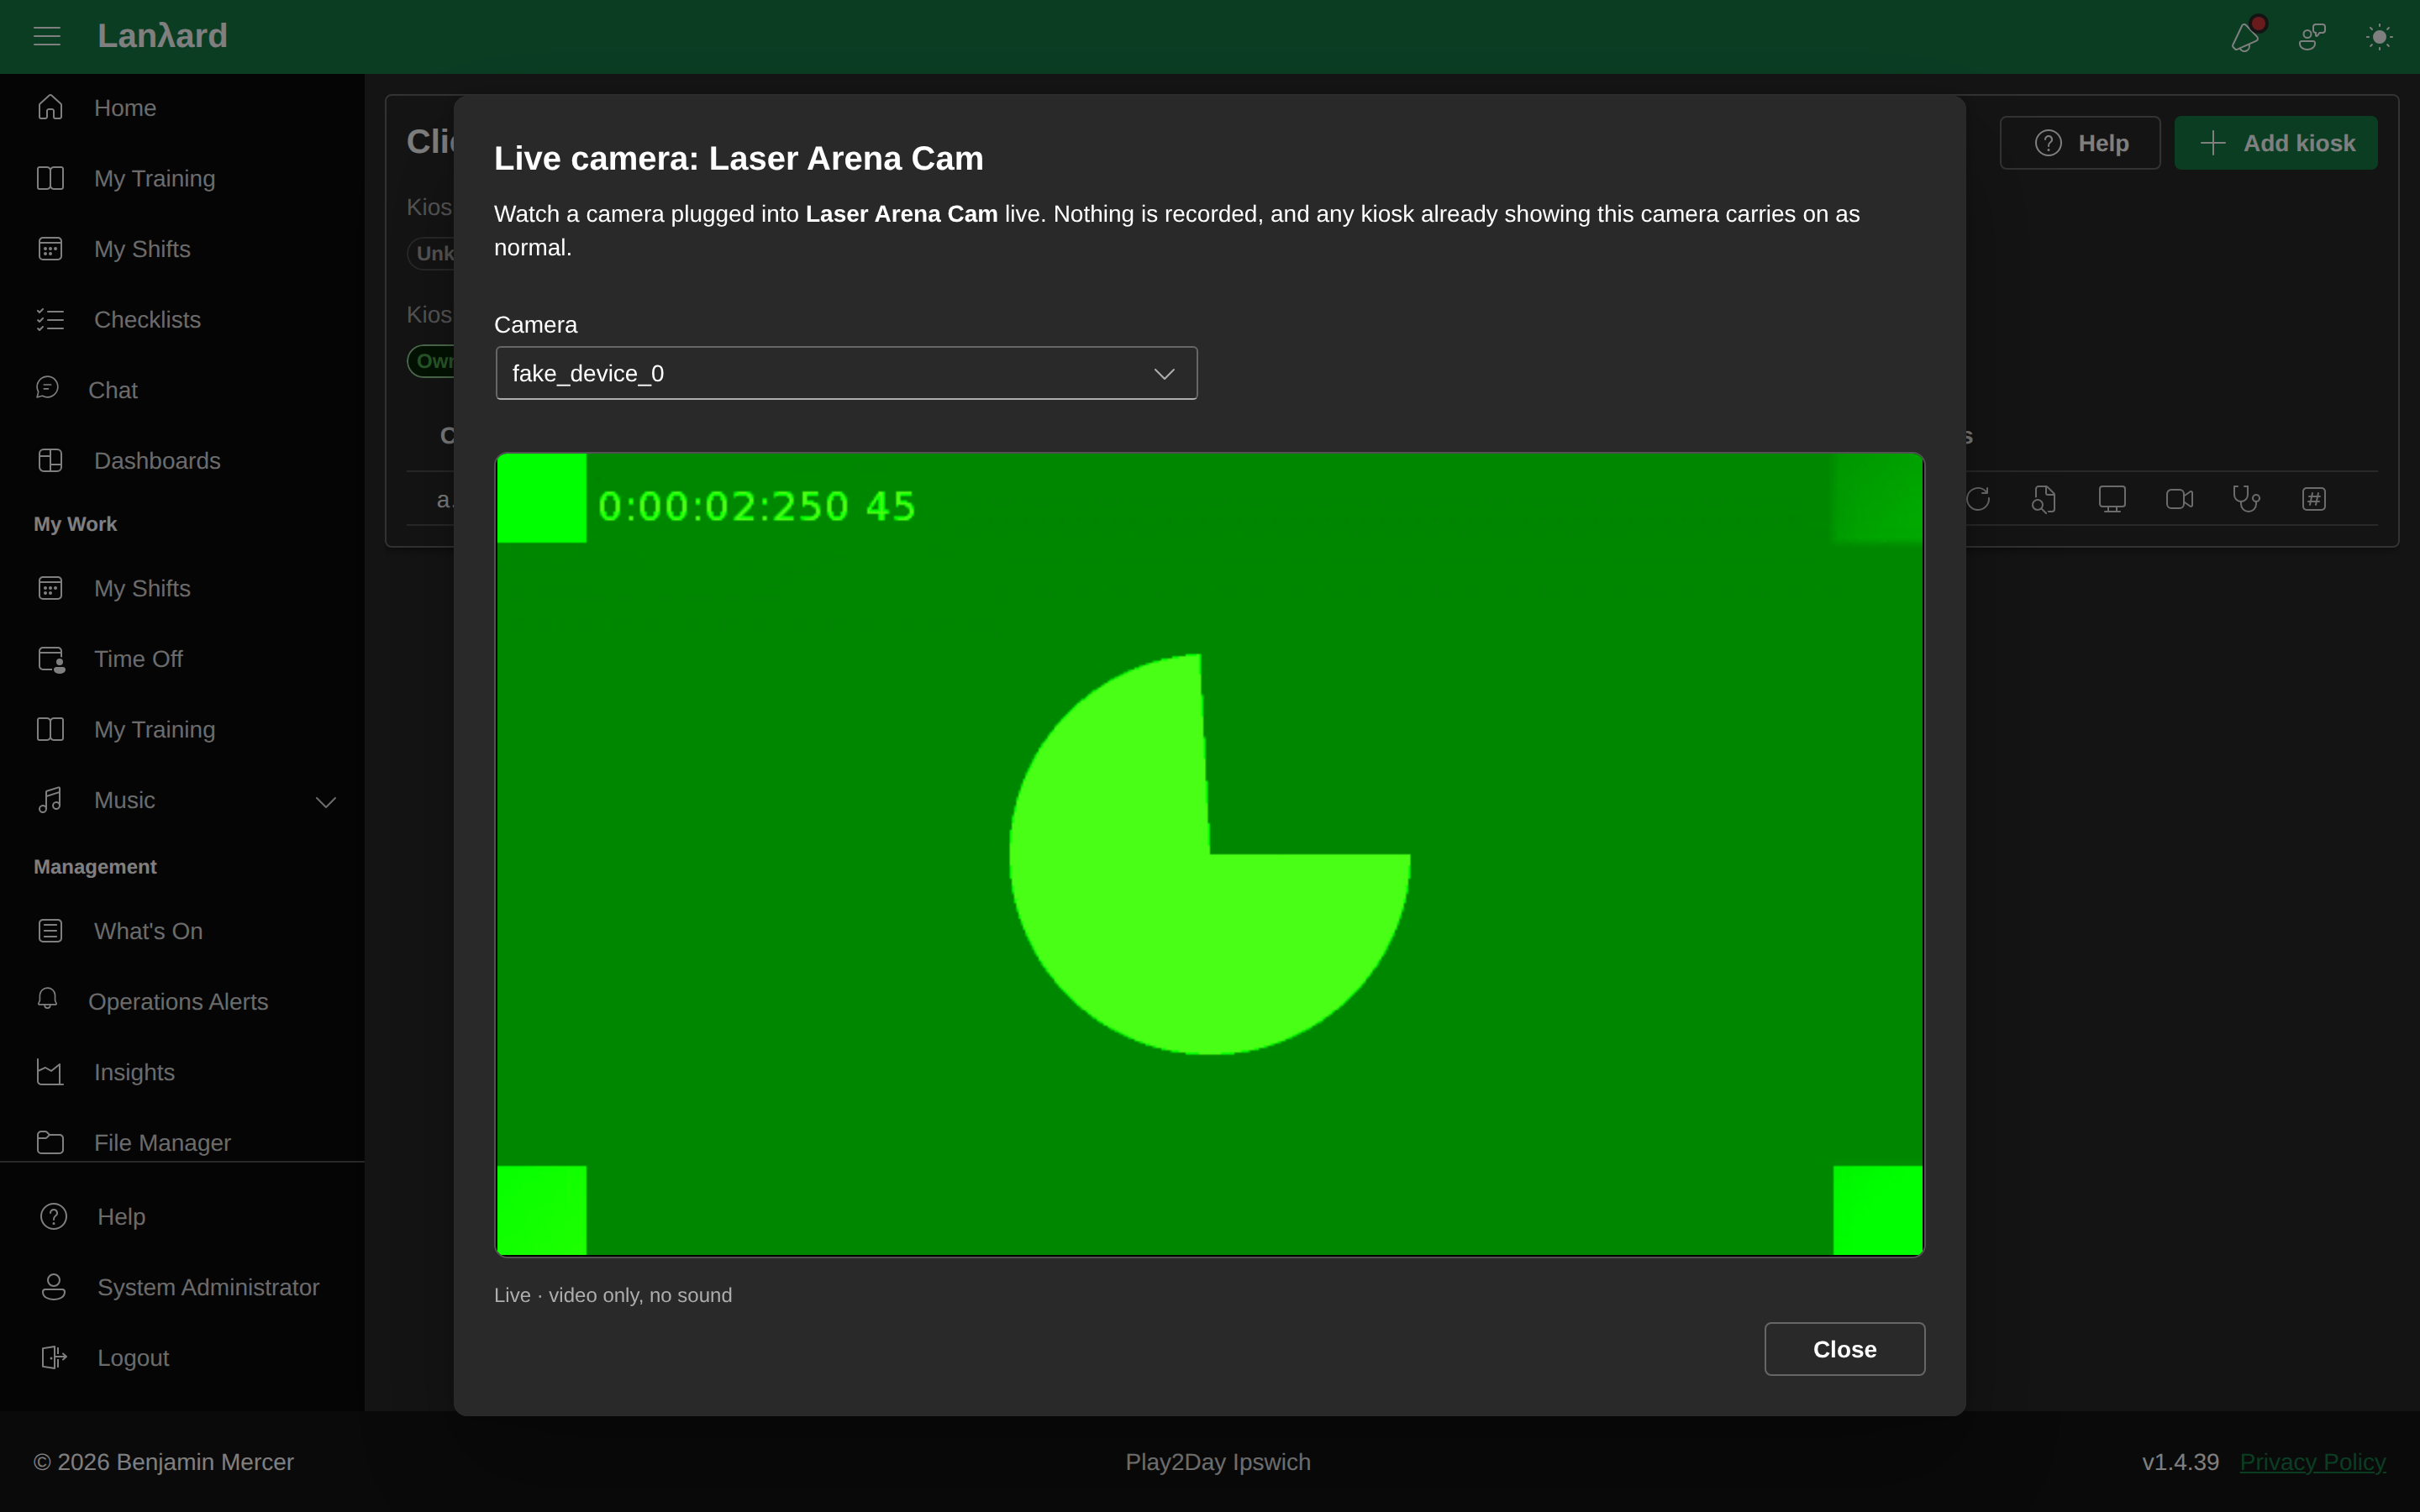 Lanλard
Home
My Training
My Shifts
Checklists
Chat
Dashboards
My Work
My Shifts
Time Off
My Training
Music
Management
What's On
Operations Alerts
Insights
File Manager
Help
System Administrator
Logout
Help
Add kiosk
Live camera: Laser Arena Cam
Watch a camera plugged into Laser Arena Cam live. Nothing is recorded, and any kiosk already showing this camera carries on as
normal.
Camera
fake_device_0
0:00:02:250 45
Live · video only, no sound
Close
© 2026 Benjamin Mercer
Play2Day Ipswich
v1.4.39
Privacy Policy